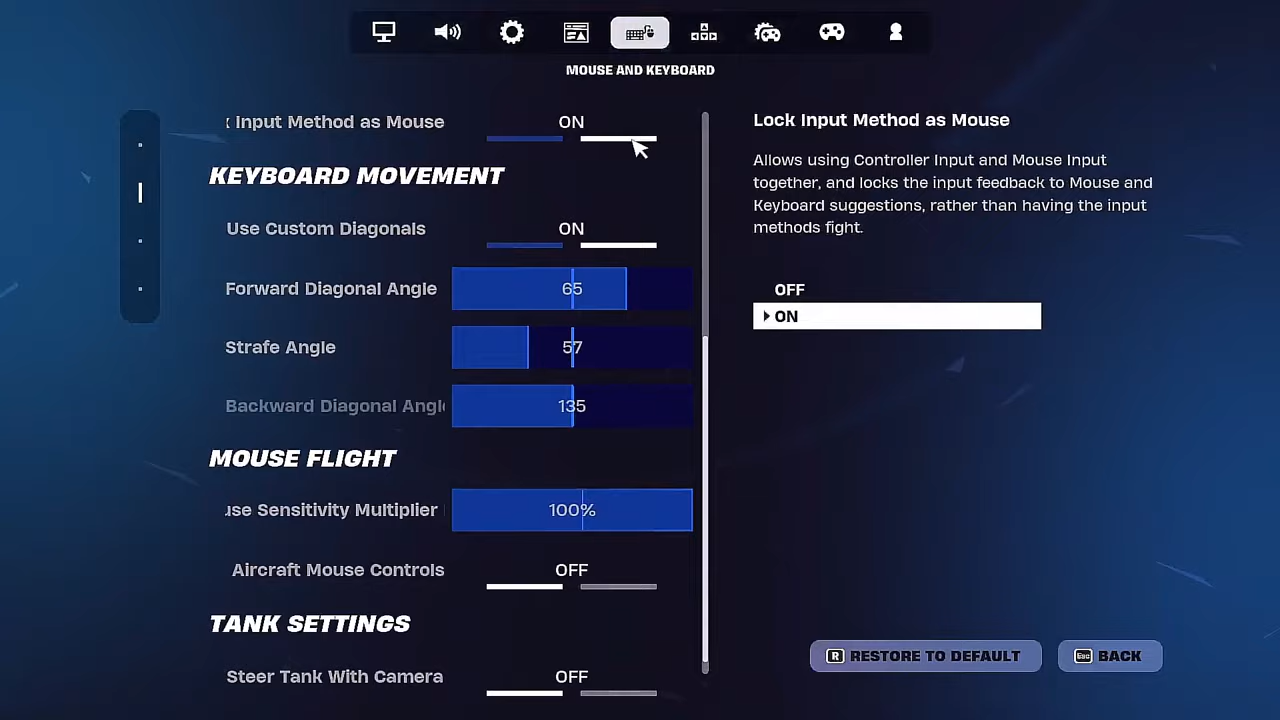 MOUSE AND KEYBOARD
Input Method as Mouse
ON
KEYBOARD MOVEMENT
Use Custom Diagonals
ON
Forward Diagonal Angle
65
Strafe Angle
57
Backward Diagonal Angl
135
MOUSE FLIGHT
use Sensitivity Multiplier
100%
Aircraft Mouse Controls
OFF
TANK SETTINGS
Steer Tank With Camera
OFF
Lock Input Method as Mouse
Allows using Controller Input and Mouse Input
together, and locks the input feedback to Mouse and
Keyboard suggestions, rather than having the input
methods fight.
OFF
ON
R RESTORE TO DEFAULT
Esc BACK